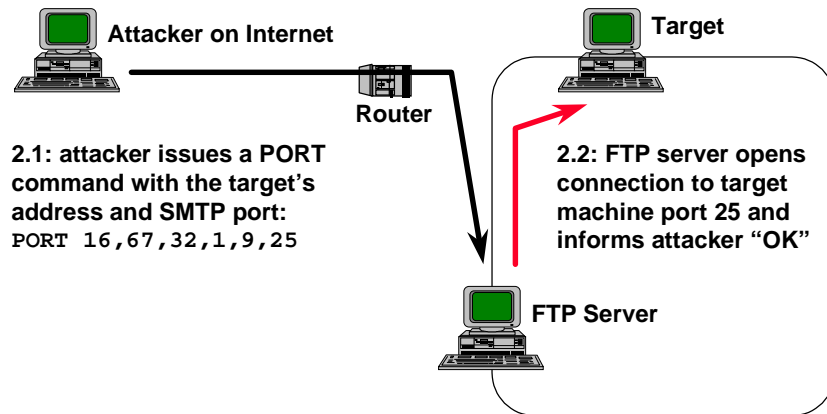 Attacker on Internet
Target
Router
2.1: attacker issues a PORT
command with the target's
address and SMTP port:
PORT 16,67,32,1,9,25
2.2: FTP server opens
connection to target
machine port 25 and
informs attacker “OK”
FTP Server